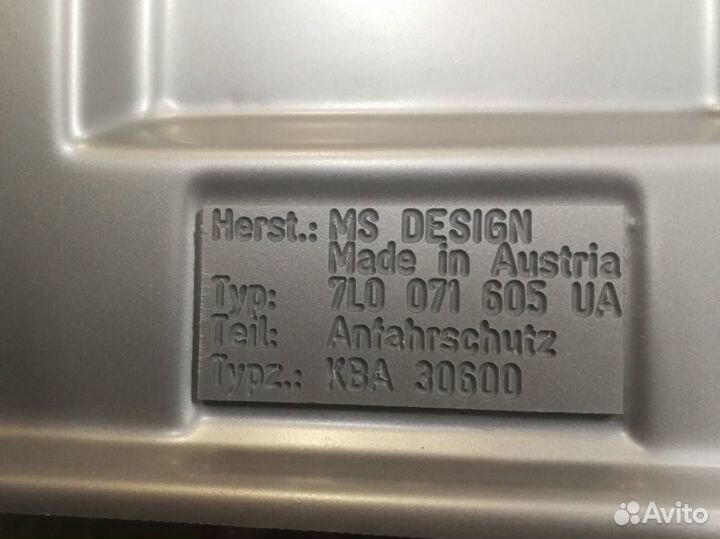 Herst.: MS DESIGN
Made in Austria
Typ: 7L0 071 605 UA
Teil: Anfahrschutz
Typz.: KBA 30600
Avito